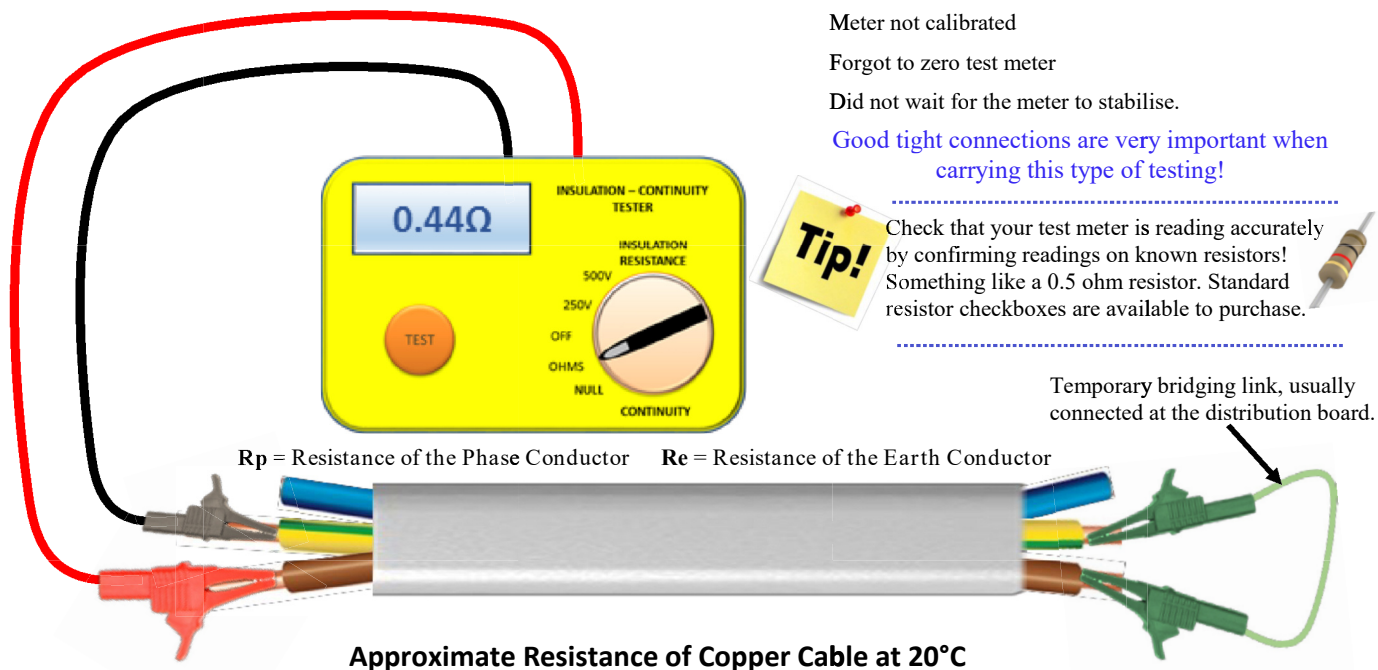 Meter not calibrated
Forgot to zero test meter
Did not wait for the meter to stabilise.
Good tight connections are very important when
carrying this type of testing!
0.44Ω
INSULATION – CONTINUITY
TESTER
INSULATION
RESISTANCE
500V
250V
OFF
OHMS
NULL
CONTINUITY
TEST
Tip!
Check that your test meter is reading accurately
by confirming readings on known resistors!
Something like a 0.5 ohm resistor. Standard
resistor checkboxes are available to purchase.
Temporary bridging link, usually
connected at the distribution board.
Rp = Resistance of the Phase Conductor Re = Resistance of the Earth Conductor
Approximate Resistance of Copper Cable at 20°C